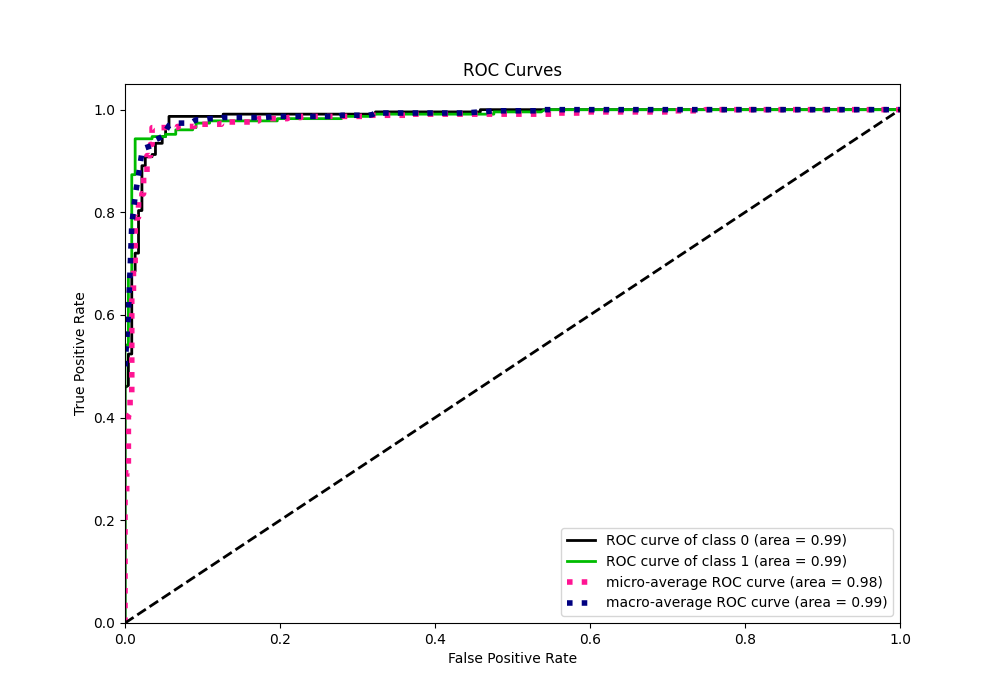 ROC Curves
1.0
0.8
0.6
0.4
0.2
0.0
True Positive Rate
ROC curve of class 0 (area = 0.99)
ROC curve of class 1 (area = 0.99)
micro-average ROC curve (area = 0.98)
macro-average ROC curve (area = 0.99)
0.0 0.2 0.4 0.6 0.8 1.0
False Positive Rate